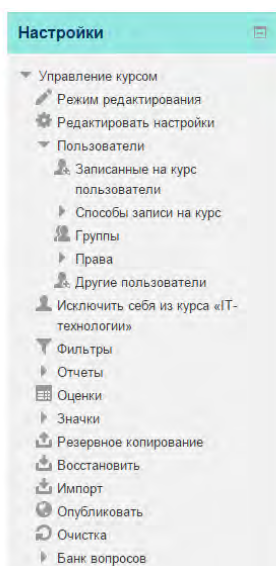 Настройки
Управление курсом
Режим редактирования
Редактировать настройки
Пользователи
Записанные на курс
пользователи
Способы записи на курс
Группы
Права
Другие пользователи
Исключить себя из курса «IT-
технологии»
Фильтры
Отчеты
Оценки
Значки
Резервное копирование
Восстановить
Импорт
Опубликовать
Очистка
Банк вопросов